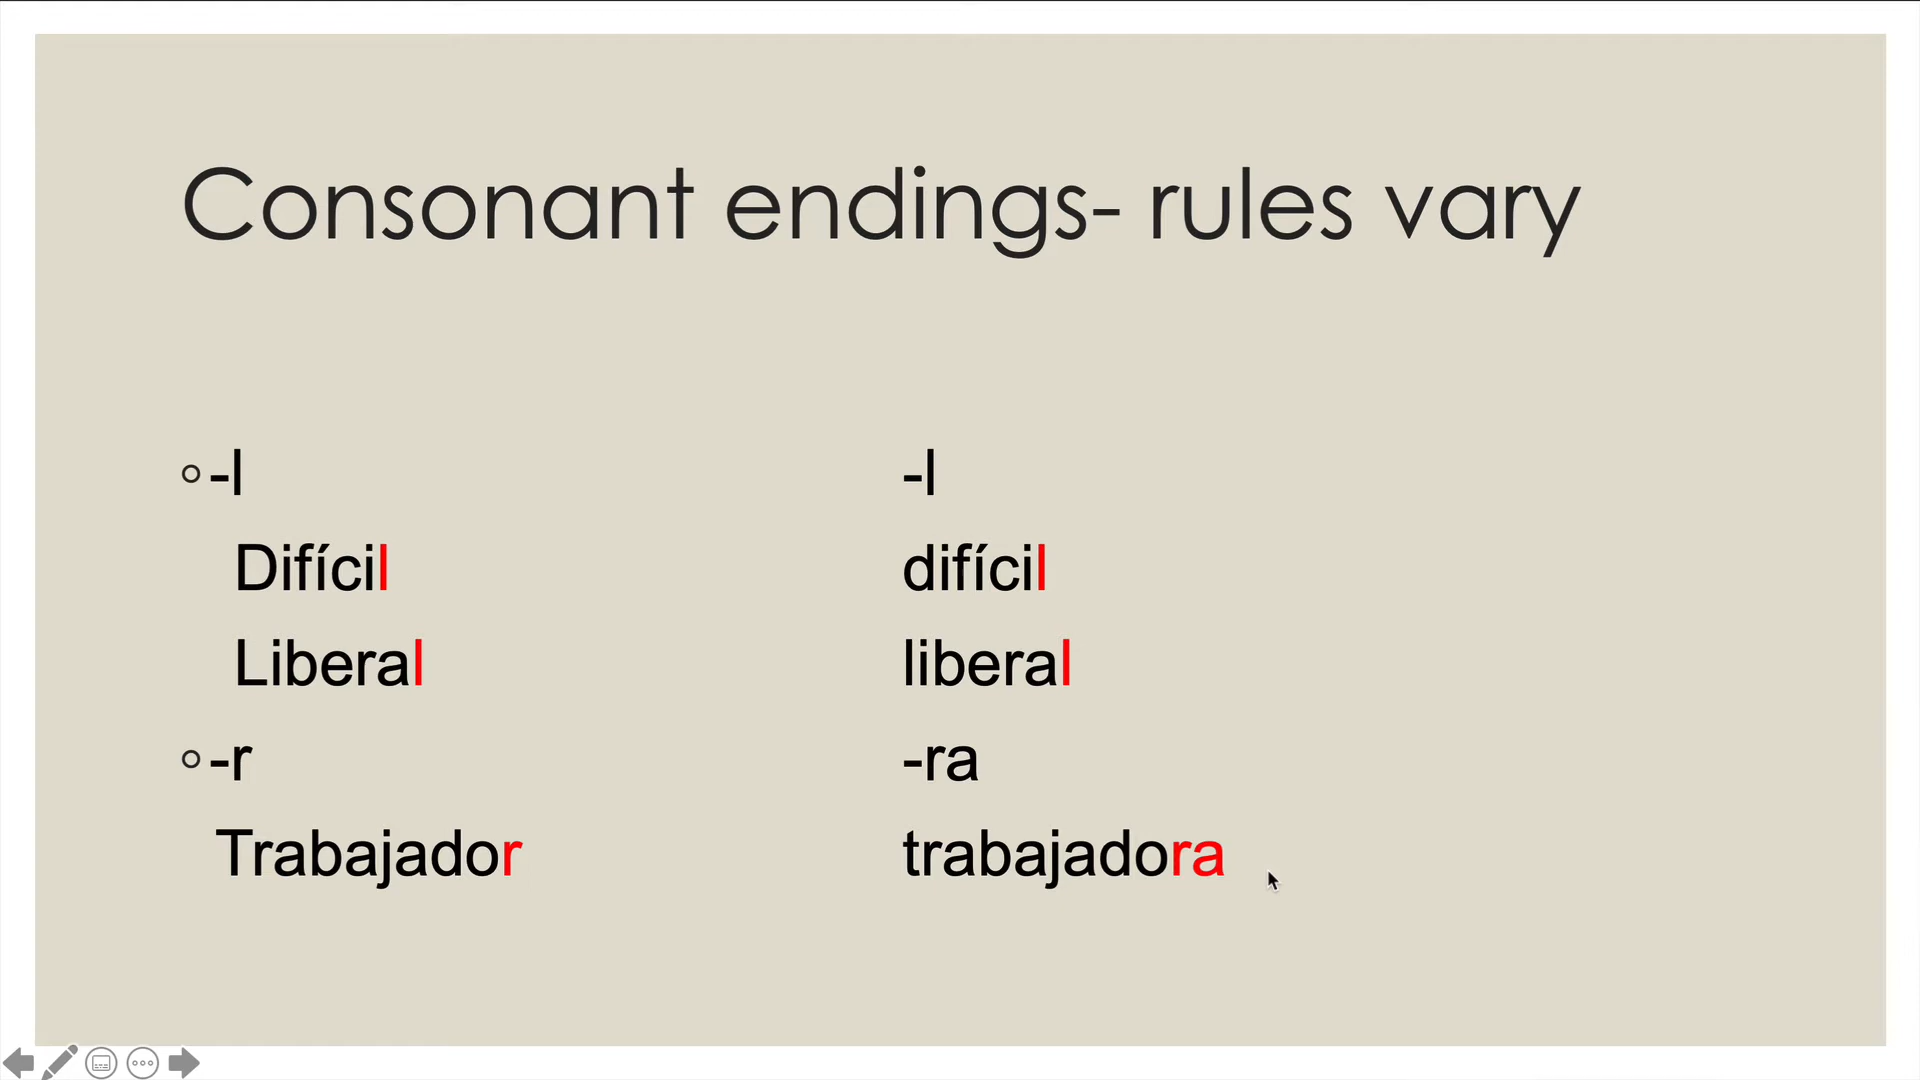 Consonant endings- rules vary
-l -l
Difícil difícil
Liberal liberal
-r -ra
Trabajador trabajadora